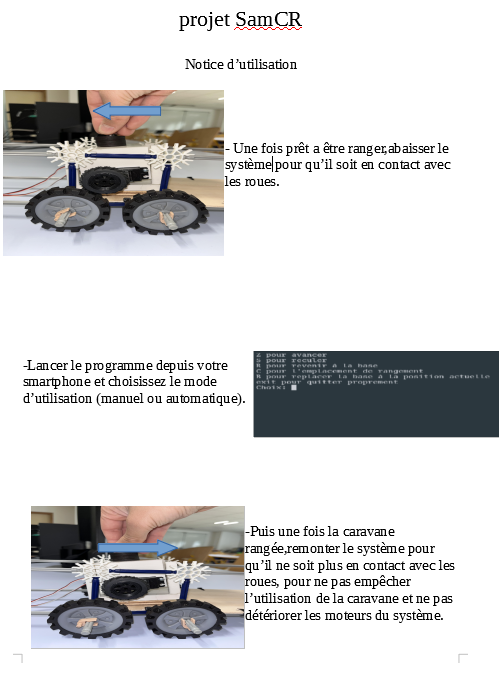 projet SamCR
Notice d’utilisation
- Une fois prêt a être ranger,abaisser le
système pour qu’il soit en contact avec
les roues.
-Lancer le programme depuis votre
smartphone et choisissez le mode
d’utilisation (manuel ou automatique).
Z pour avancer
S pour reculer
R pour revenir à la base
C pour l'emplacement de rangement
B pour replacer la base à la position actuelle
exit pour quitter proprement
Choix:
-Puis une fois la caravane
rangée,remonter le système pour
qu’il ne soit plus en contact avec les
roues, pour ne pas empêcher
l’utilisation de la caravane et ne pas
détériorer les moteurs du système.